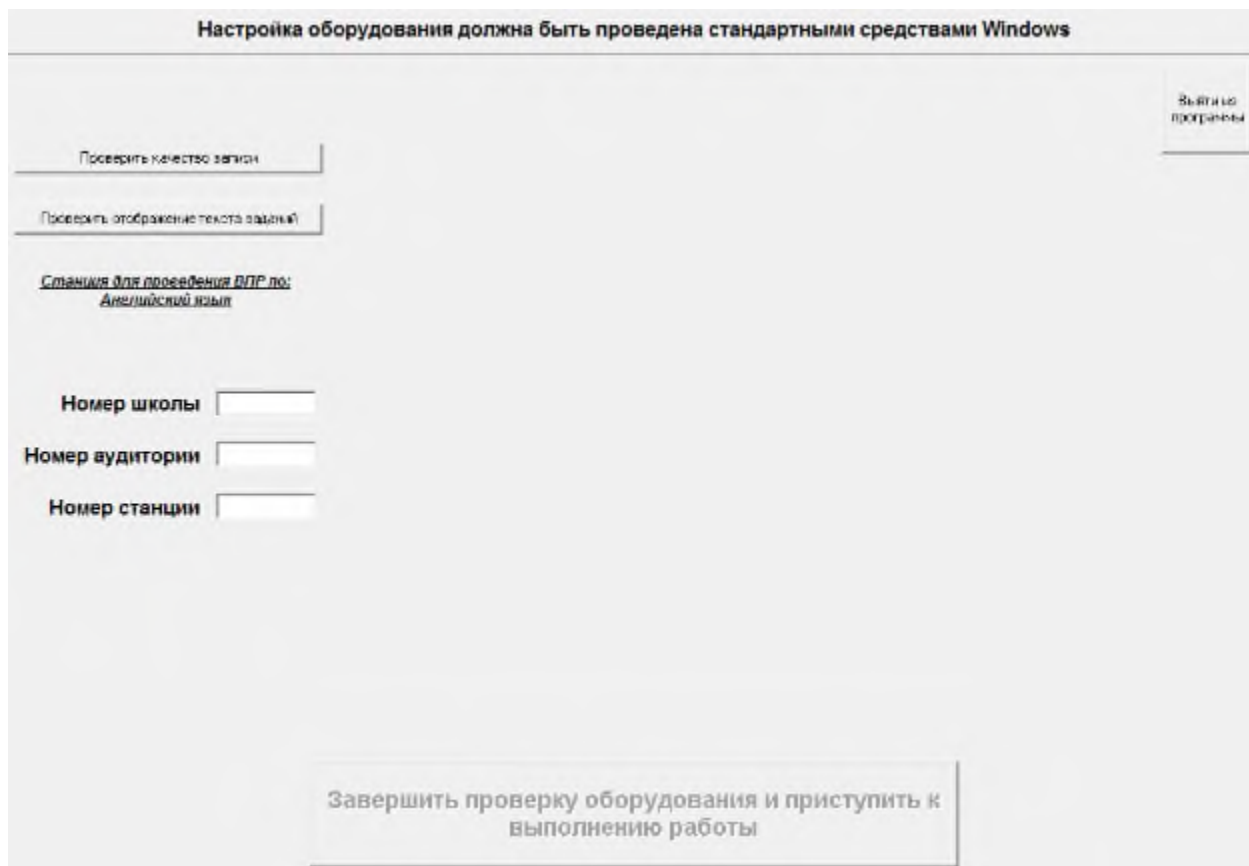 Настройка оборудования должна быть проведена стандартными средствами Windows
Выйти из
программы
Проверить качество записи
Проверить отображение текста заданий
Станция для проведения ВПР по:
Английский язык
Номер школы
Номер аудитории
Номер станции
Завершить проверку оборудования и приступить к
выполнению работы